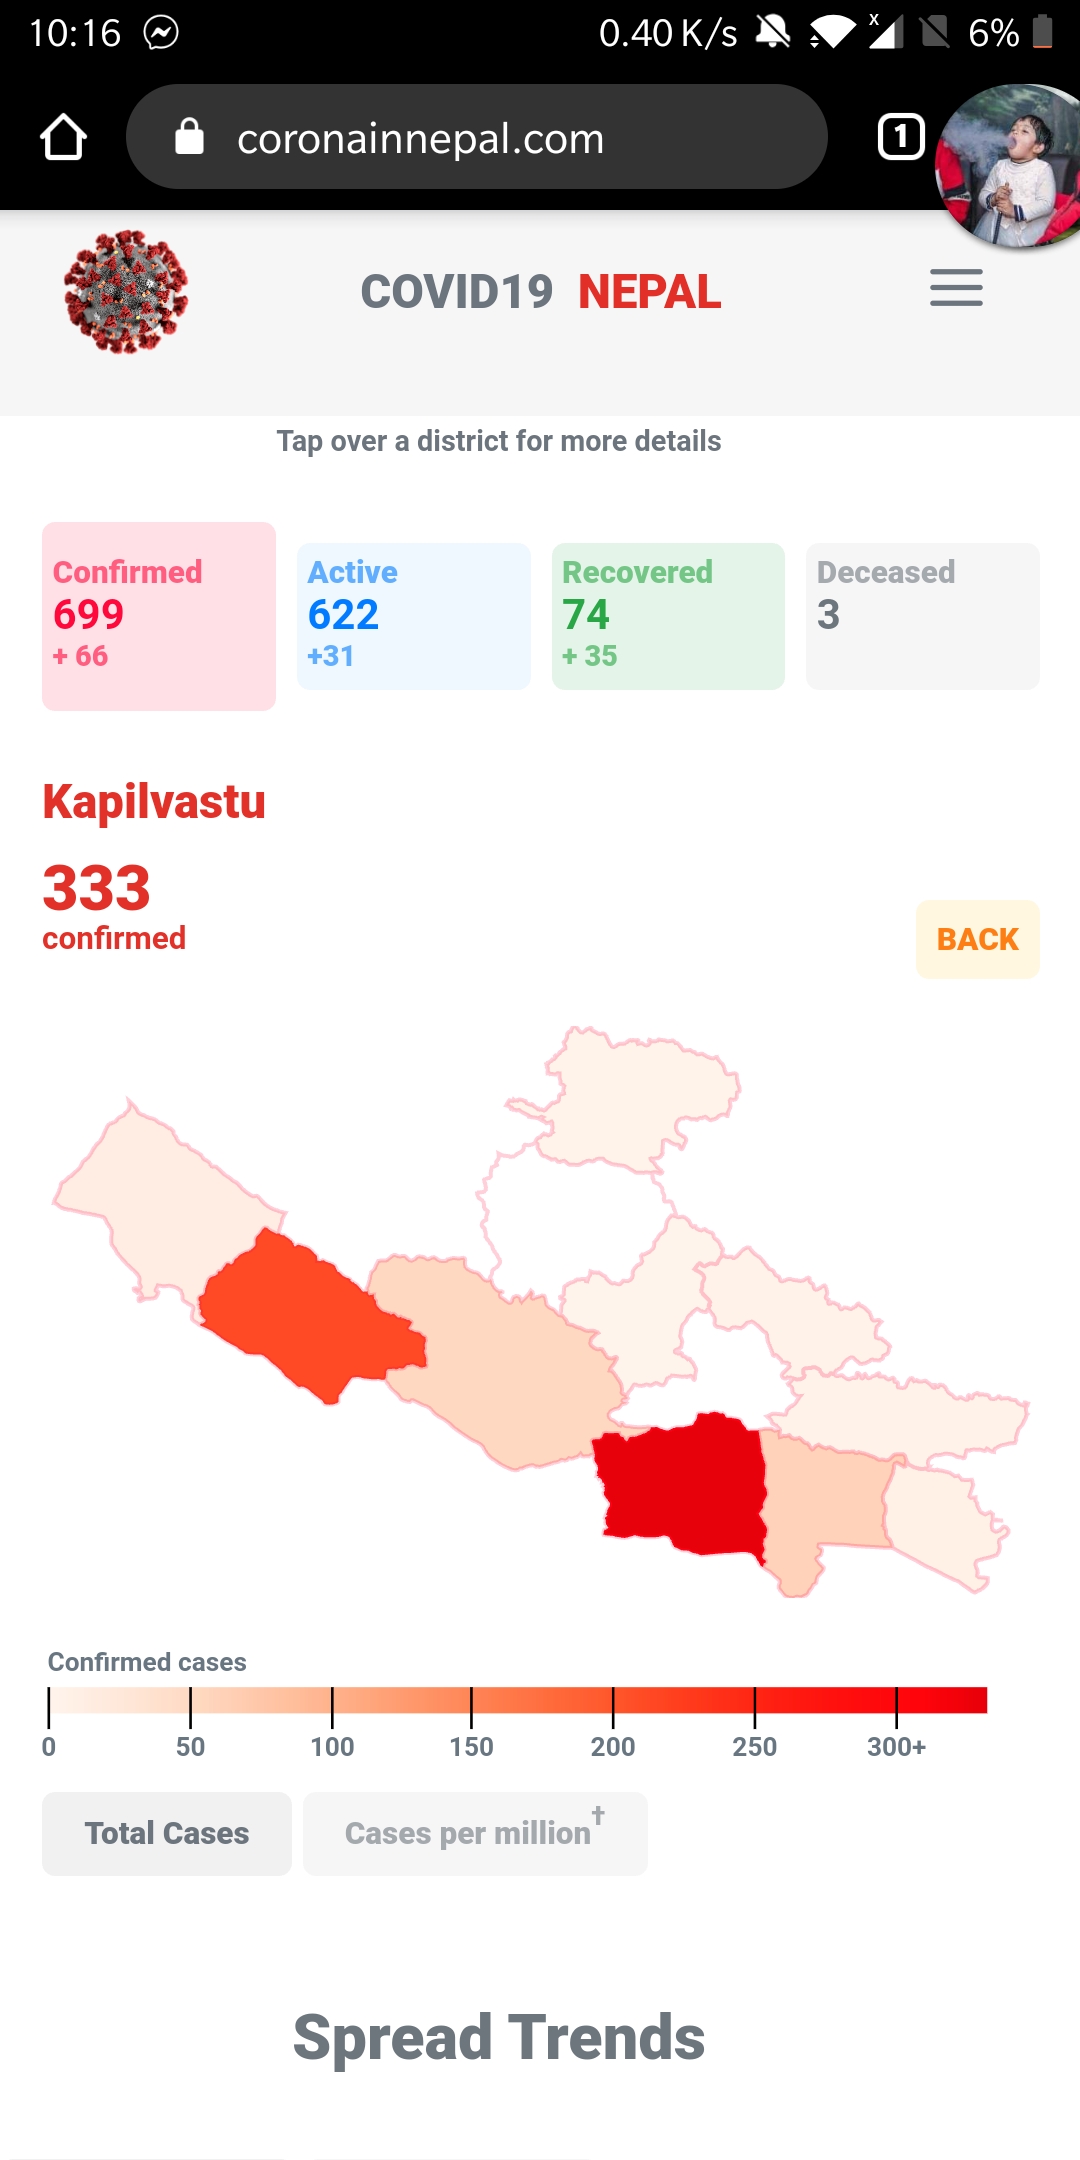 10:16 0.40 K/s x 6%
coronainnepal.com 1
COVID19 NEPAL
Tap over a district for more details
Confirmed Active Recovered Deceased
699 622 74 3
+ 66 +31 + 35
Kapilvastu
333
confirmed
BACK
Confirmed cases
0 50 100 150 200 250 300+
Total Cases Cases per million†
Spread Trends